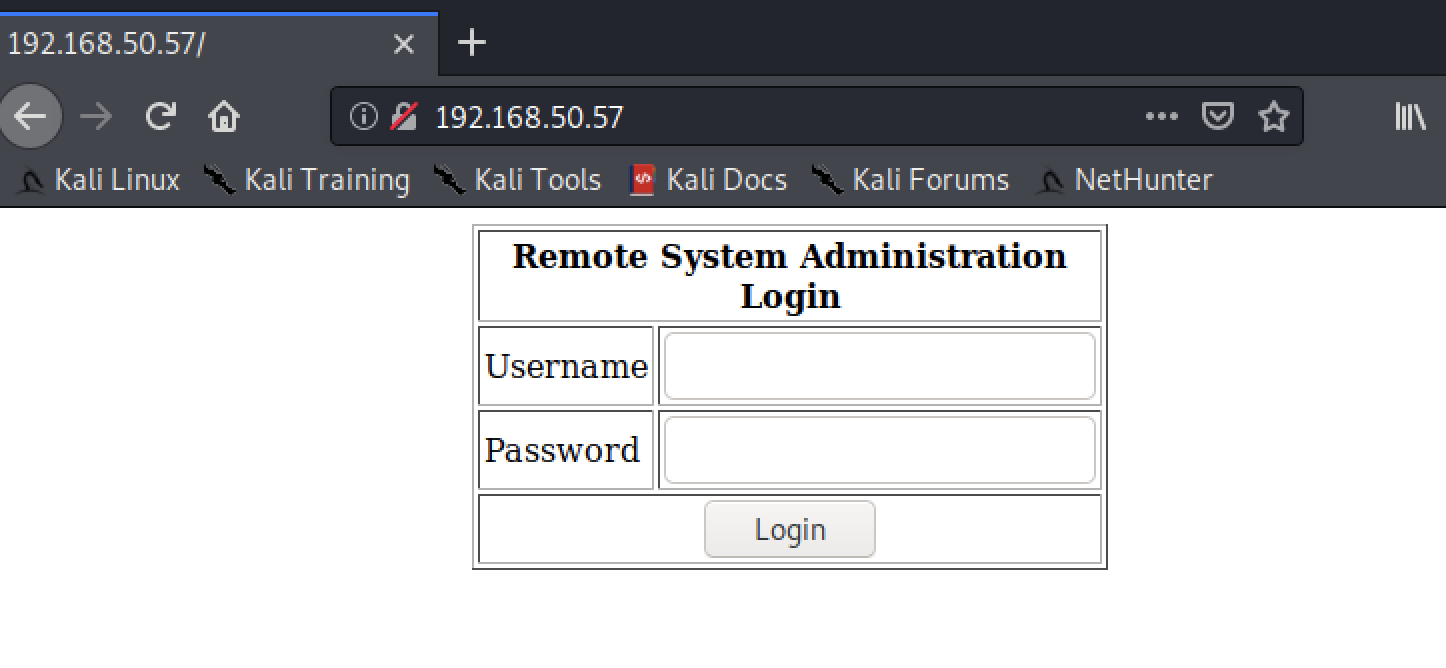 192.168.50.57/
192.168.50.57
Kali Linux Kali Training Kali Tools Kali Docs Kali Forums NetHunter
Remote System Administration
Login
Username
Password
Login